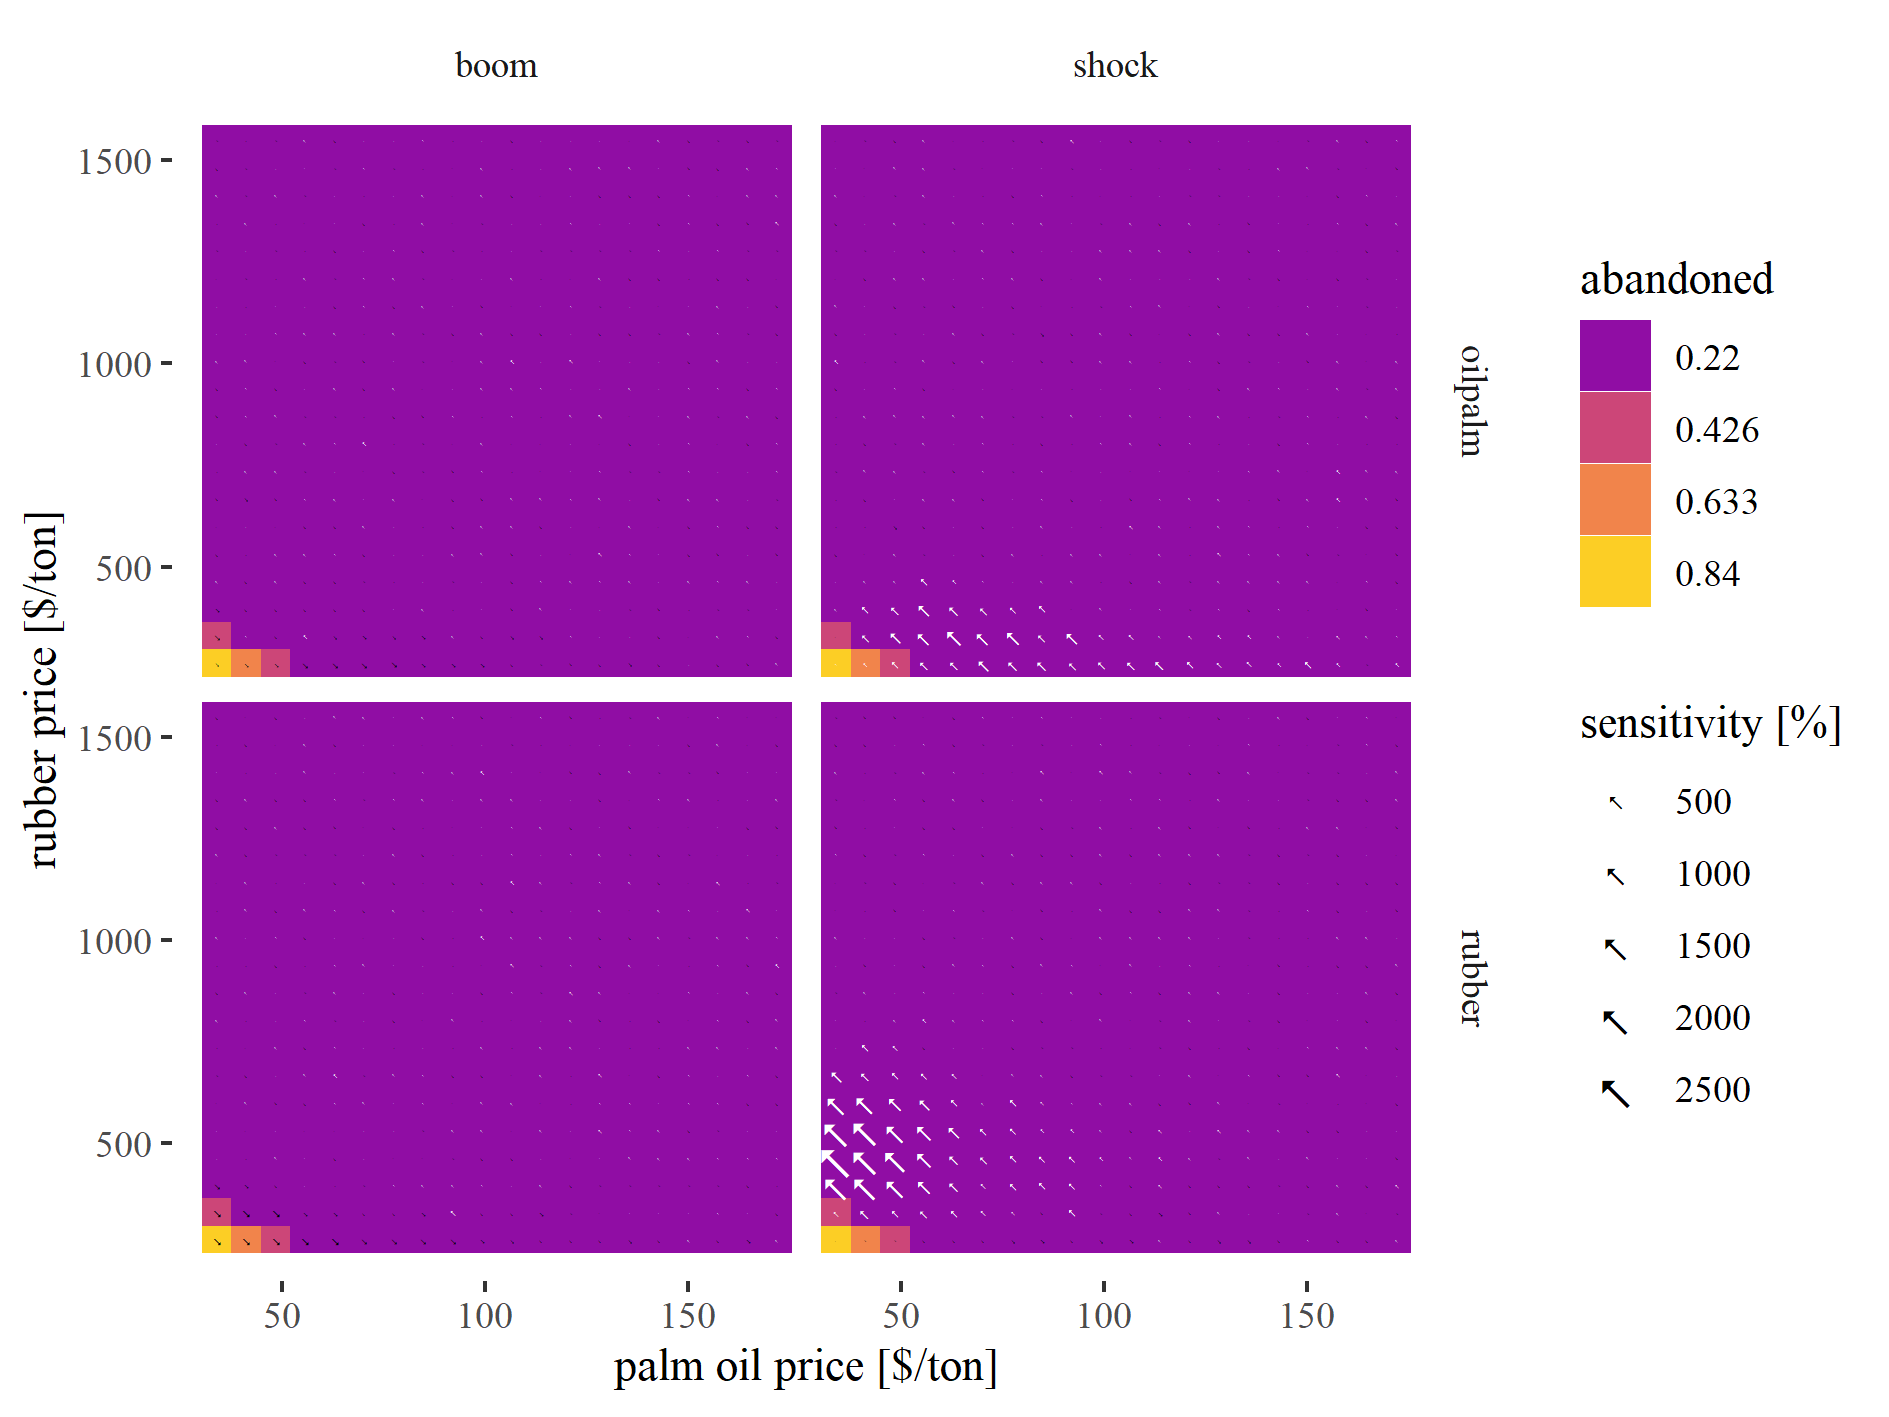 boom
shock
1500
1000
500
oilpalm
1500
1000
500
rubber
rubber price [$/ton]
50
100
150
50
100
150
palm oil price [$/ton]
abandoned
0.22
0.426
0.633
0.84
sensitivity [%]
500
1000
1500
2000
2500